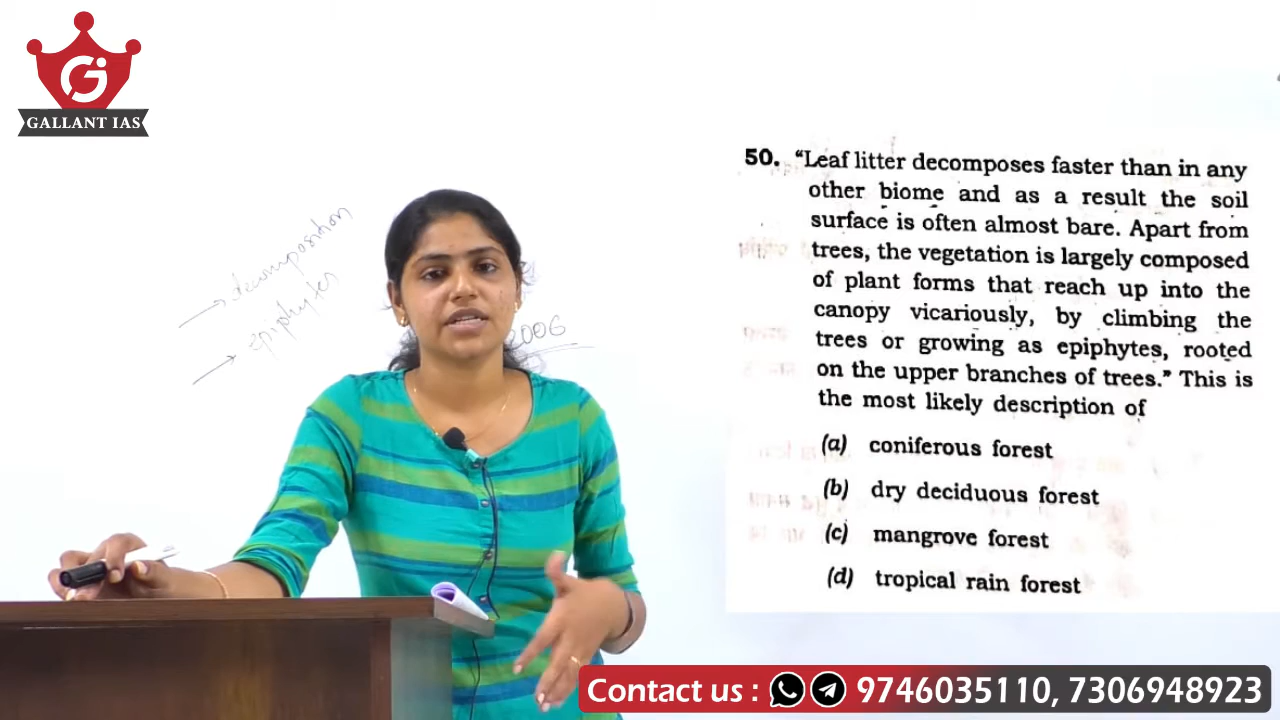 GALLANT IAS
decomposition
epiphytes
2006
50. "Leaf litter decomposes faster than in any
other biome and as a result the soil
surface is often almost bare. Apart from
trees, the vegetation is largely composed
of plant forms that reach up into the
canopy vicariously, by climbing the
trees or growing as epiphytes, rooted
on the upper branches of trees." This is
the most likely description of
(a) coniferous forest
(b) dry deciduous forest
(c) mangrove forest
(d) tropical rain forest
Contact us : 9746035110, 7306948923